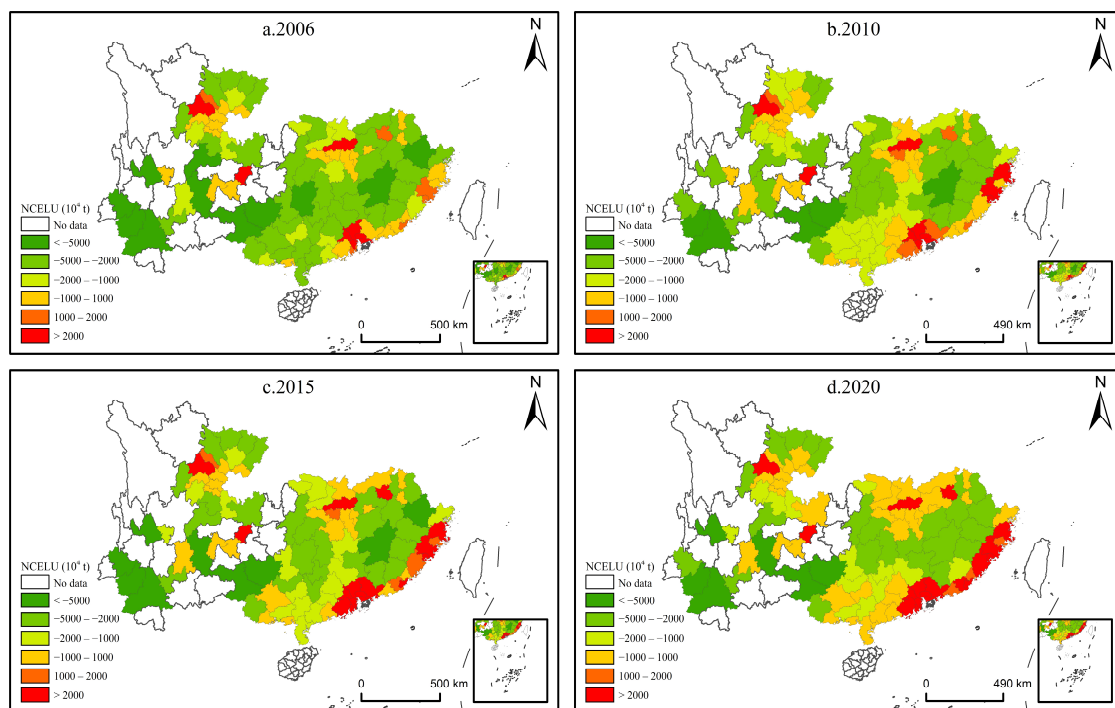 a.2006
N
NCELU (10⁴ t)
No data
< −5000
−5000 – −2000
−2000 – −1000
−1000 – 1000
1000 – 2000
> 2000
0 500 km
b.2010
N
NCELU (10⁴ t)
No data
< −5000
−5000 – −2000
−2000 – −1000
−1000 – 1000
1000 – 2000
> 2000
0 490 km
c.2015
N
NCELU (10⁴ t)
No data
< −5000
−5000 – −2000
−2000 – −1000
−1000 – 1000
1000 – 2000
> 2000
0 500 km
d.2020
N
NCELU (10⁴ t)
No data
< −5000
−5000 – −2000
−2000 – −1000
−1000 – 1000
1000 – 2000
> 2000
0 490 km